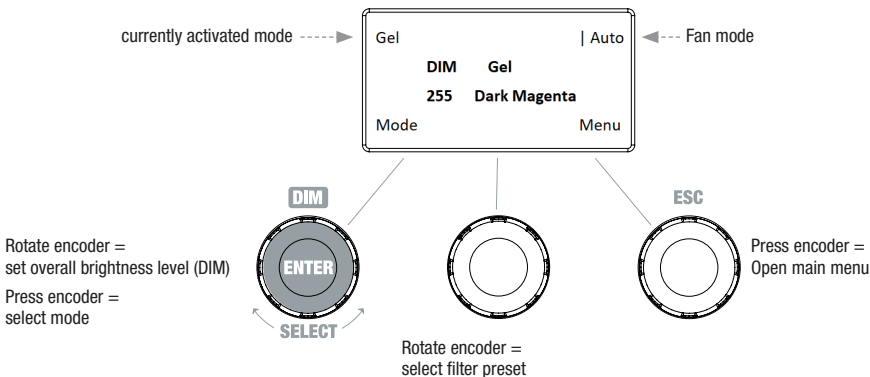 currently activated mode
Gel
| Auto
Fan mode
DIM Gel
255 Dark Magenta
Mode
Menu
DIM
ESC
Rotate encoder =
set overall brightness level (DIM)
Press encoder =
select mode
ENTER
SELECT
Rotate encoder =
select filter preset
Press encoder =
Open main menu